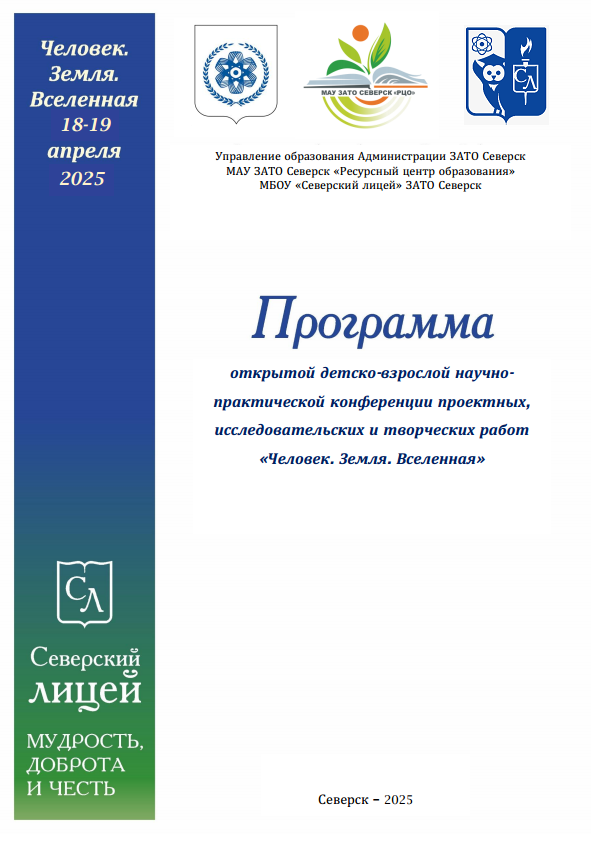 Человек.
Земля.
Вселенная
18-19
апреля
2025
МАУ ЗАТО СЕВЕРСК «РЦО»
СЛ
Управление образования Администрации ЗАТО Северск
МАУ ЗАТО Северск «Ресурсный центр образования»
МБОУ «Северский лицей» ЗАТО Северск
Программа
открытой детско-взрослой научно-
практической конференции проектных,
исследовательских и творческих работ
«Человек. Земля. Вселенная»
СЛ
Северский
лицей
МУДРОСТЬ,
ДОБРОТА
И ЧЕСТЬ
Северск – 2025